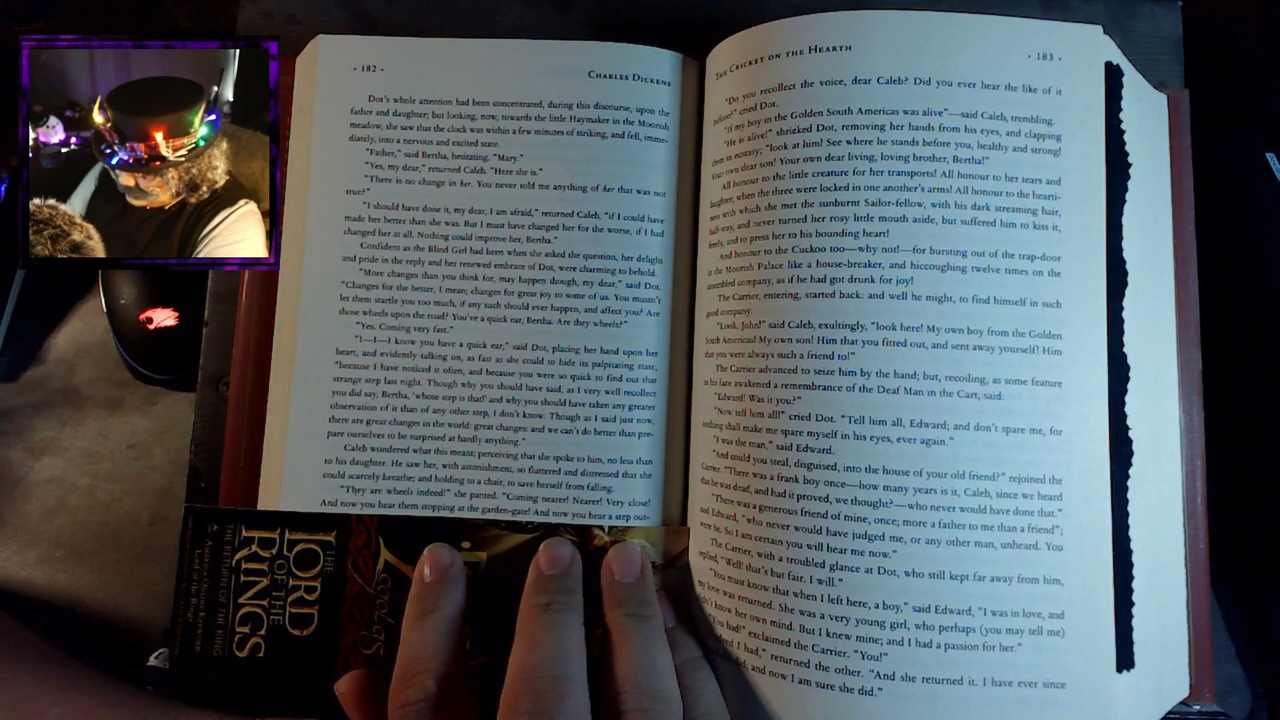 · 182 ·
CHARLES DICKENS
Dot's whole attention had been concentrated, during this discourse, upon the
father and daughter; but looking, now, towards the little Haymaker in the Moorish
meadow, she saw that the clock was within a few minutes of striking, and fell, imme-
diately, into a nervous and excited state.
"Father," said Bertha, hesitating. "Mary."
"Yes, my dear," returned Caleb. "Here she is."
"There is no change in her. You never told me anything of her that was not
true?"
"I should have done it, my dear, I am afraid," returned Caleb, "if I could have
made her better than she was. But I must have changed her for the worse, if I had
changed her at all. Nothing could improve her, Bertha."
Confident as the Blind Girl had been when she asked the question, her delight
and pride in the reply and her renewed embrace of Dot, were charming to behold.
"More changes than you think for, may happen though, my dear," said Dot.
"Changes for the better, I mean; changes for great joy to some of us. You mustn't
let them startle you too much, if any such should ever happen, and affect you? Are
those wheels upon the road? You've a quick ear, Bertha. Are they wheels?"
"Yes. Coming very fast."
"I—I—I know you have a quick ear," said Dot, placing her hand upon her
heart, and evidently talking on, as fast as she could to hide its palpitating state,
"because I have noticed it often, and because you were so quick to find out that
strange step last night. Though why you should have said, as I very well recollect
you did say, Bertha, 'whose step is that!' and why you should have taken any greater
observation of it than of any other step, I don't know. Though as I said just now,
there are great changes in the world: great changes: and we can't do better than pre-
pare ourselves to be surprised at hardly anything."
Caleb wondered what this meant; perceiving that she spoke to him, no less than
to his daughter. He saw her, with astonishment, so fluttered and distressed that she
could scarcely breathe; and holding to a chair, to save herself from falling.
"They are wheels indeed!" she panted. "Coming nearer! Nearer! Very close!
And now you hear them stopping at the garden-gate! And now you hear a step out-
THE
LORD
OF THE
RINGS
THE RETURN OF THE KING
Legolas
THE CRICKET ON THE HEARTH
· 183 ·
"Do you recollect the voice, dear Caleb? Did you ever hear the like of it
before?" cried Dot.
"If my boy in the Golden South Americas was alive"—said Caleb, trembling.
"He is alive!" shrieked Dot, removing her hands from his eyes, and clapping
them in ecstasy; "look at him! See where he stands before you, healthy and strong!
Your own dear son! Your own dear living, loving brother, Bertha!"
All honour to the little creature for her transports! All honour to her tears and
laughter, when the three were locked in one another's arms! All honour to the hearti-
ness with which she met the sunburnt Sailor-fellow, with his dark streaming hair,
half-way, and never turned her rosy little mouth aside, but suffered him to kiss it,
freely, and to press her to his bounding heart!
And honour to the Cuckoo too—why not!—for bursting out of the trap-door
in the Moorish Palace like a house-breaker, and hiccoughing twelve times on the
assembled company, as if he had got drunk for joy!
The Carrier, entering, started back: and well he might, to find himself in such
good company.
"Look, John!" said Caleb, exultingly, "look here! My own boy from the Golden
South Americas! My own son! Him that you fitted out, and sent away yourself! Him
that you were always such a friend to!"
The Carrier advanced to seize him by the hand; but, recoiling, as some feature
in his face awakened a remembrance of the Deaf Man in the Cart, said:
"Edward! Was it you?"
"Now tell him all!" cried Dot. "Tell him all, Edward; and don't spare me, for
nothing shall make me spare myself in his eyes, ever again."
"I was the man," said Edward.
"And could you steal, disguised, into the house of your old friend?" rejoined the
Carrier. "There was a frank boy once—how many years is it, Caleb, since we heard
that he was dead, and had it proved, we thought?—who never would have done that."
"There was a generous friend of mine, once; more a father to me than a friend";
said Edward, "who never would have judged me, or any other man, unheard. You
were he. So I am certain you will hear me now."
The Carrier, with a troubled glance at Dot, who still kept far away from him,
replied, "Well! that's but fair. I will."
"You must know that when I left here, a boy," said Edward, "I was in love, and
my love was returned. She was a very young girl, who perhaps (you may tell me)
didn't know her own mind. But I knew mine; and I had a passion for her."
"You had!" exclaimed the Carrier. "You!"
I had," returned the other. "And she returned it. I have ever since
and now I am sure she did."